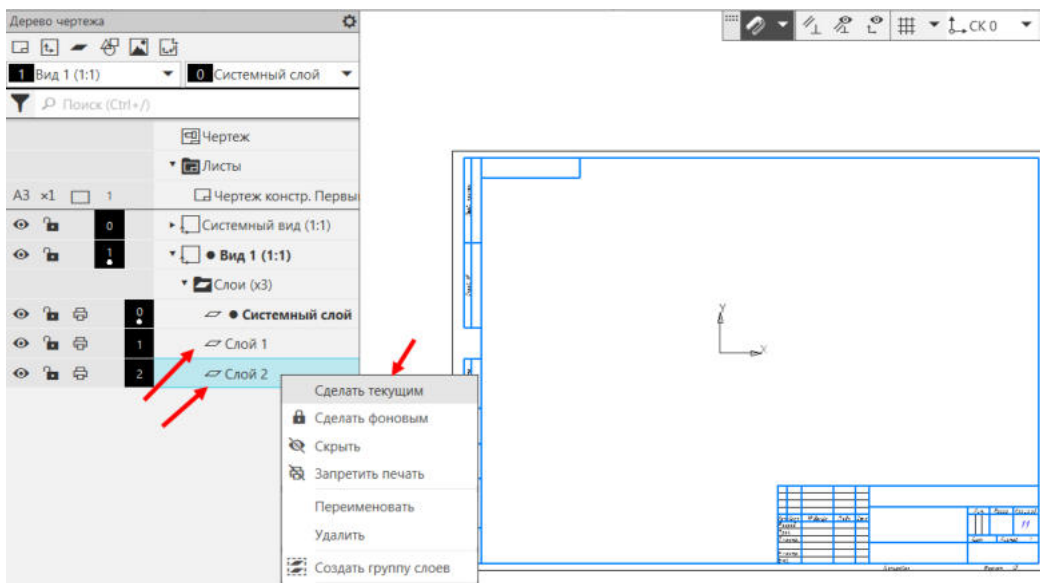 Дерево чертежа
СК 0
1 Вид 1 (1:1) 0 Системный слой
Поиск (Ctrl+/)
Чертеж
Листы
А3 ×1 1 Чертеж констр. Первы
0 Системный вид (1:1)
1 Вид 1 (1:1)
Слои (х3)
0 Системный слой
1 Слой 1
2 Слой 2
Сделать текущим
Сделать фоновым
Скрыть
Запретить печать
Переименовать
Удалить
Создать группу слоев
Y
X